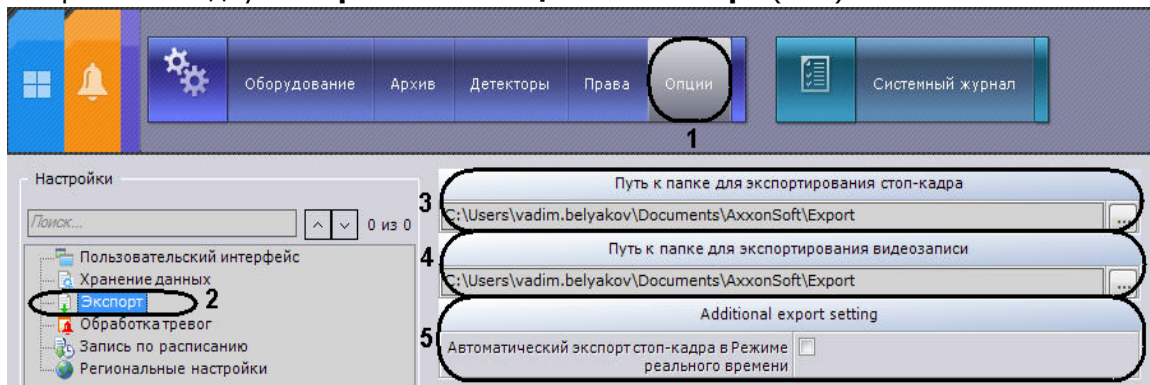 Оборудование Архив Детекторы Права Опции Системный журнал
1
Настройки
Поиск... 0 из 0
Пользовательский интерфейс
Хранение данных
Экспорт 2
Обработка тревог
Запись по расписанию
Региональные настройки
3 Путь к папке для экспортирования стоп-кадра
C:\Users\vadim.belyakov\Documents\AxxonSoft\Export ...
4 Путь к папке для экспортирования видеозаписи
C:\Users\vadim.belyakov\Documents\AxxonSoft\Export ...
5 Additional export setting
Автоматический экспорт стоп-кадра в Режиме
реального времени